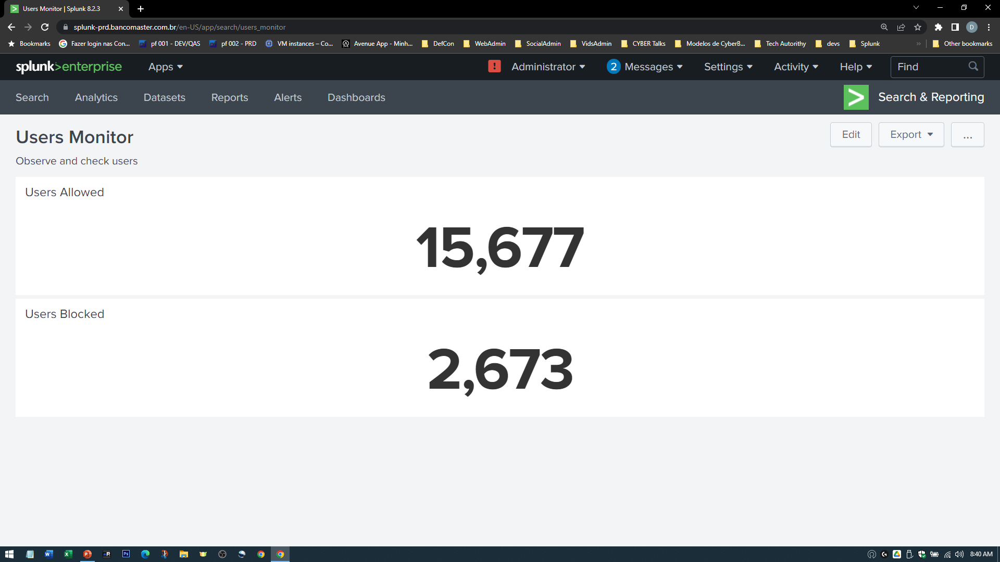 Users Monitor | Splunk 8.2.3
splunk-prd.bancomaster.com.br/en-US/app/search/users_monitor
D
Bookmarks
Fazer login nas Con...
pf 001 - DEV/QAS
pf 002 - PRD
VM instances – Co...
Avenue App - Minh...
DefCon
WebAdmin
SocialAdmin
VidsAdmin
CYBER Talks
Modelos de CyberB...
Tech Autorithy
devs
Splunk
»
Other bookmarks
splunk>enterprise
Apps
!
Administrator
2 Messages
Settings
Activity
Help
Find
Search
Analytics
Datasets
Reports
Alerts
Dashboards
Search & Reporting
Users Monitor
Edit
Export
...
Observe and check users
Users Allowed
15,677
Users Blocked
2,673
8:40 AM